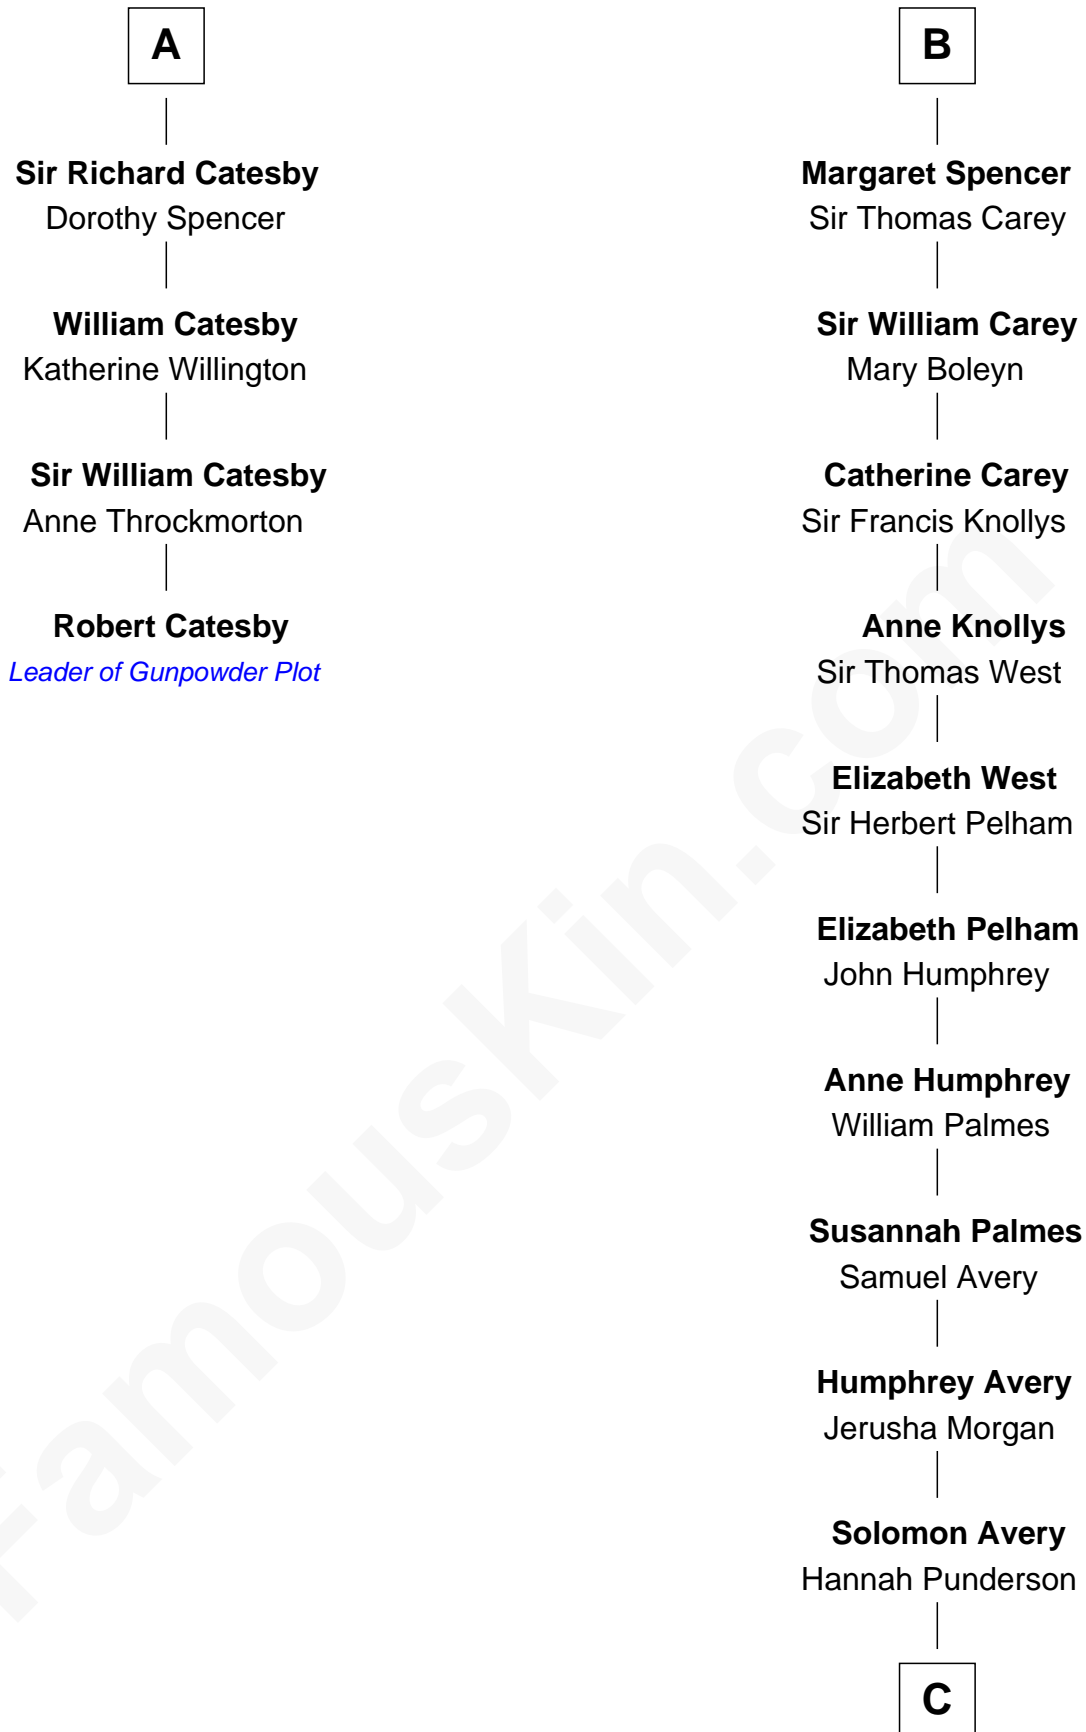 A
Sir Richard Catesby
Dorothy Spencer
William Catesby
Katherine Willington
Sir William Catesby
Anne Throckmorton
Robert Catesby
Leader of Gunpowder Plot
B
Margaret Spencer
Sir Thomas Carey
Sir William Carey
Mary Boleyn
Catherine Carey
Sir Francis Knollys
Anne Knollys
Sir Thomas West
Elizabeth West
Sir Herbert Pelham
Elizabeth Pelham
John Humphrey
Anne Humphrey
William Palmes
Susannah Palmes
Samuel Avery
Humphrey Avery
Jerusha Morgan
Solomon Avery
Hannah Punderson
C
FamousKin.com